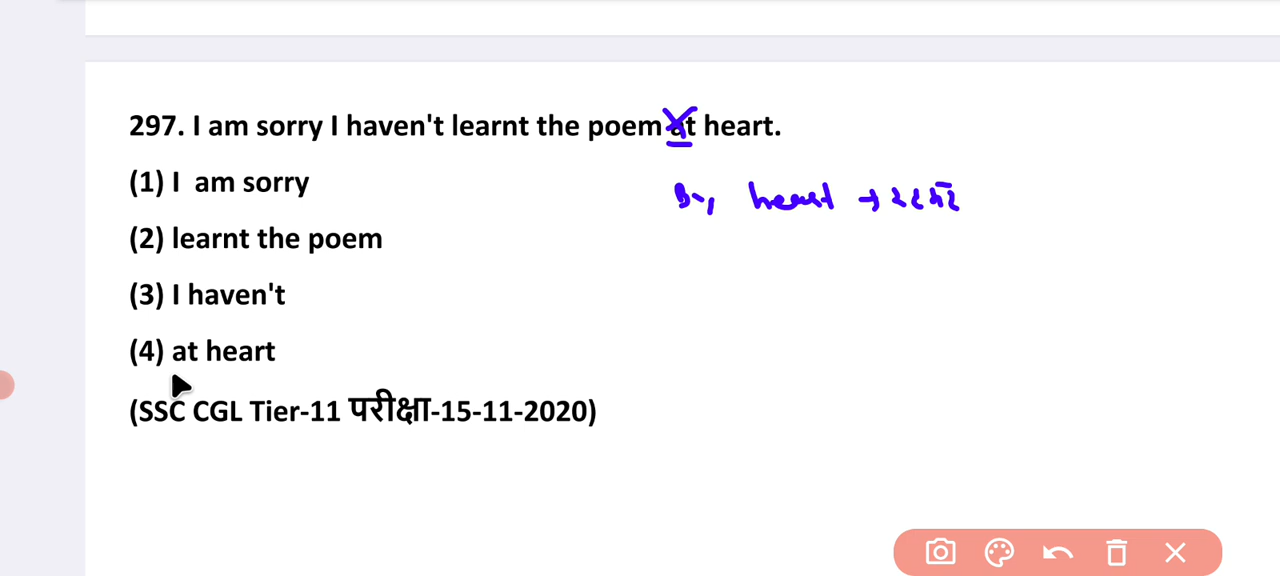 297. I am sorry I haven't learnt the poem at heart.
(1) I am sorry
By heart →
(2) learnt the poem
(3) I haven't
(4) at heart
(SSC CGL Tier-11 परीक्षा-15-11-2020)